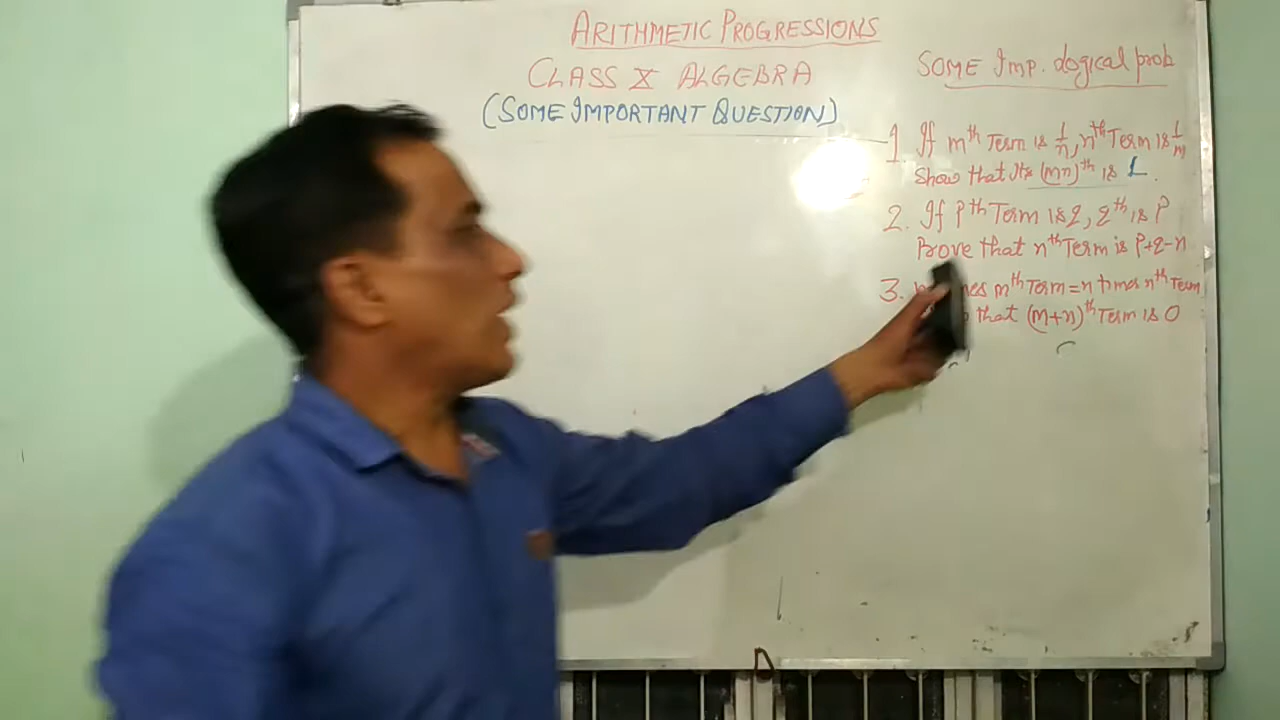 ARITHMETIC PROGRESSIONS
CLASS X ALGEBRA
(SOME IMPORTANT QUESTION)
SOME Imp. Logical prob
1. If mth Term is 1/n, nth Term is 1/m
Show that its (mn)th is 1.
2. If Pth Term is q, qth is P
Prove that nth Term is P+q-n
3. mth Term = n times nth Term
that (m+n)th Term is 0